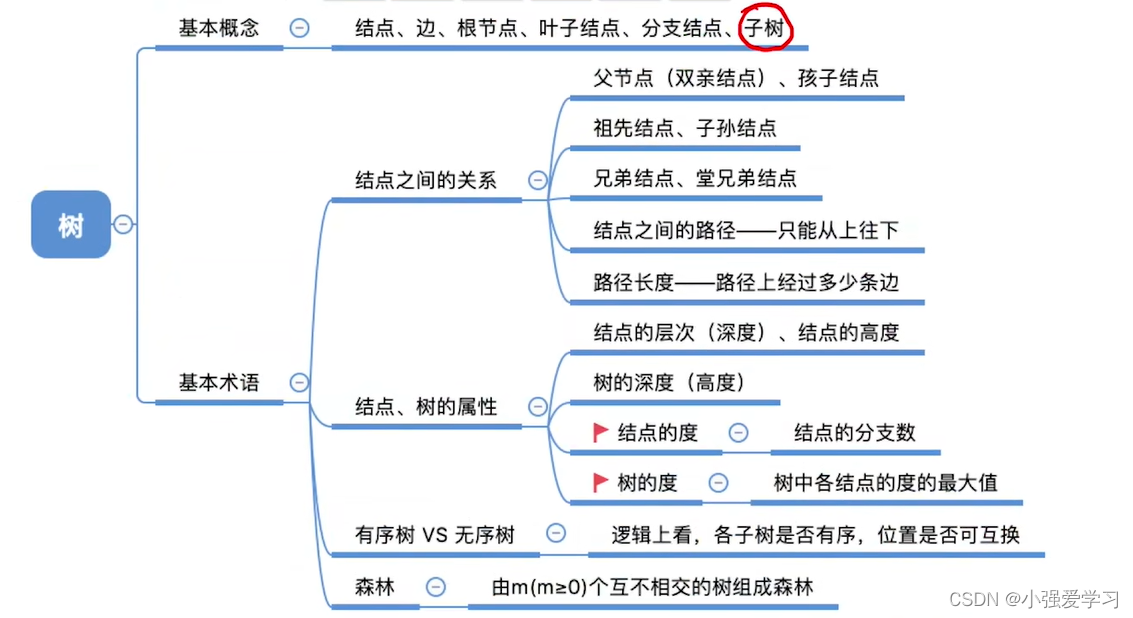 树
基本概念
结点、边、根节点、叶子结点、分支结点、子树
基本术语
结点之间的关系
父节点（双亲结点）、孩子结点
祖先结点、子孙结点
兄弟结点、堂兄弟结点
结点之间的路径——只能从上往下
路径长度——路径上经过多少条边
结点、树的属性
结点的层次（深度）、结点的高度
树的深度（高度）
结点的度
结点的分支数
树的度
树中各结点的度的最大值
有序树 VS 无序树
逻辑上看，各子树是否有序，位置是否可互换
森林
由m(m≥0)个互不相交的树组成森林
CSDN @小强爱学习